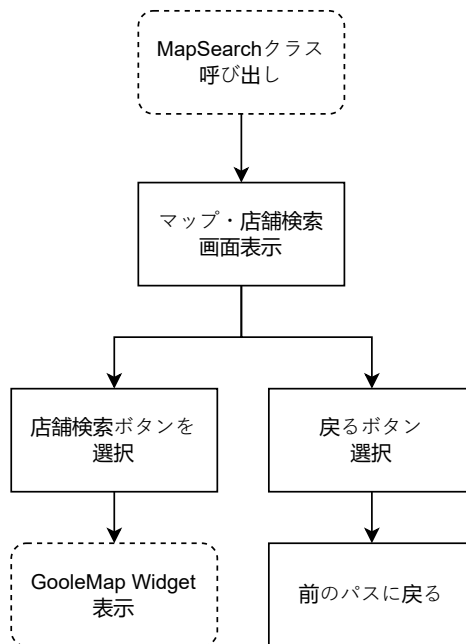 MapSearchクラス
呼び出し
マップ・店舗検索
画面表示
店舗検索ボタンを
選択
戻るボタン
選択
GooleMap Widget
表示
前のパスに戻る